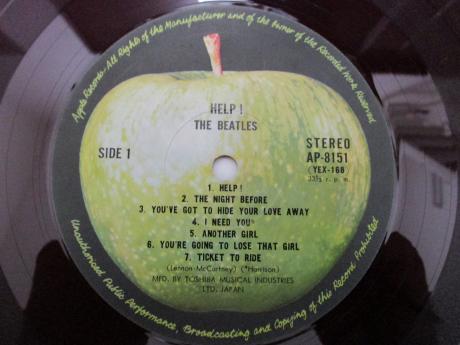 Apple Records· All Rights of the Manufacturer and of the Owner of the Recorded Work Reserved
HELP!
THE BEATLES
SIDE 1
STEREO
AP-8151
(YEX-168)
33⅓ r. p. m.
1. HELP!
2. THE NIGHT BEFORE
3. YOU'VE GOT TO HIDE YOUR LOVE AWAY
4. I NEED YOU*
5. ANOTHER GIRL
6. YOU'RE GOING TO LOSE THAT GIRL
7. TICKET TO RIDE
(Lennon-McCartney) (*Harrison)
MFD. BY TOSHIBA MUSICAL INDUSTRIES
LTD. JAPAN
Unauthorized Public Performance, Broadcasting and Copying of this Record Prohibited